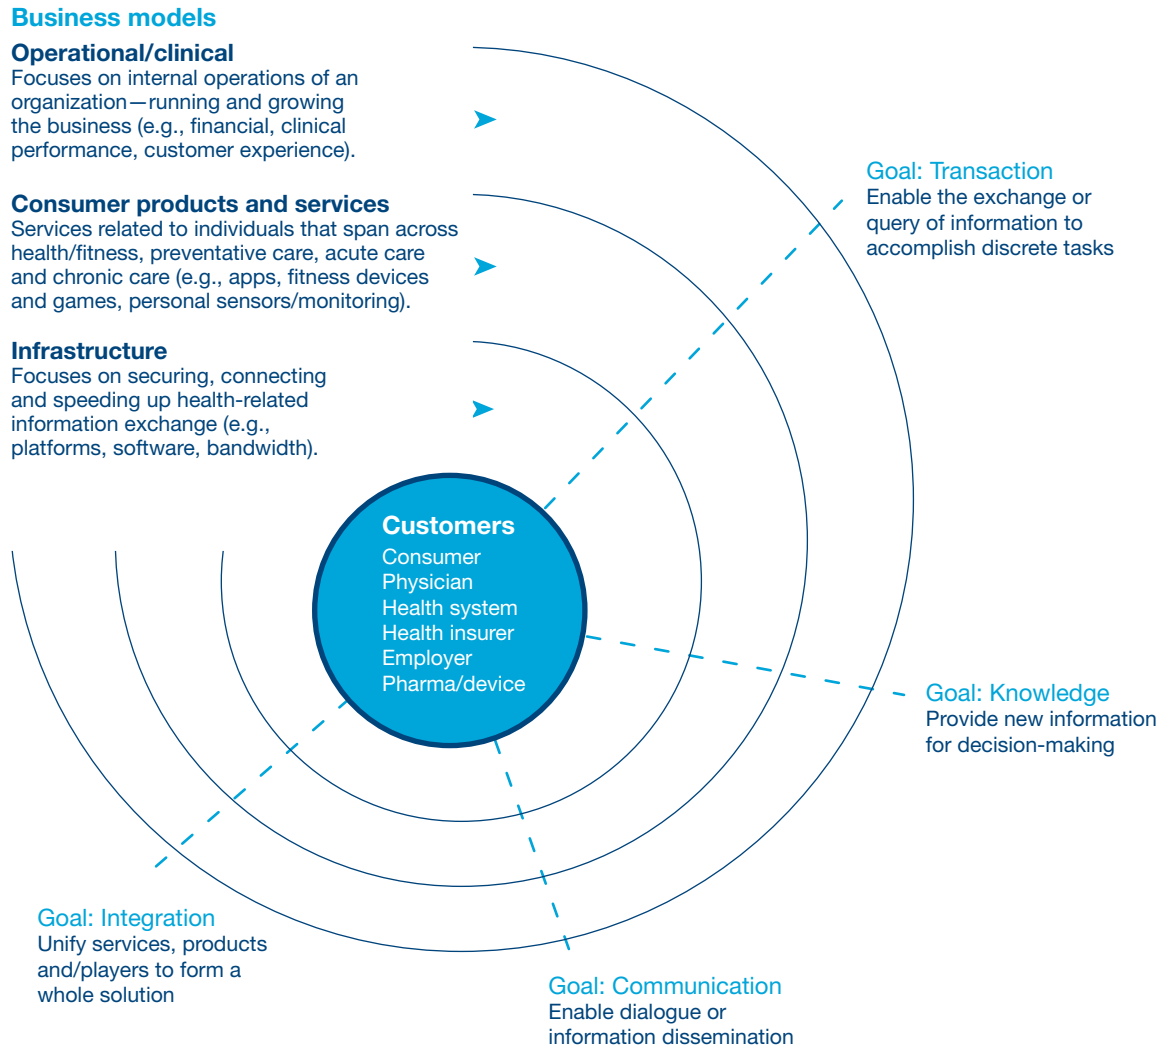 Business models
Operational/clinical
Focuses on internal operations of an
organization—running and growing
the business (e.g., financial, clinical
performance, customer experience).
Consumer products and services
Services related to individuals that span across
health/fitness, preventative care, acute care
and chronic care (e.g., apps, fitness devices
and games, personal sensors/monitoring).
Infrastructure
Focuses on securing, connecting
and speeding up health-related
information exchange (e.g.,
platforms, software, bandwidth).
Customers
Consumer
Physician
Health system
Health insurer
Employer
Pharma/device
Goal: Transaction
Enable the exchange or
query of information to
accomplish discrete tasks
Goal: Knowledge
Provide new information
for decision-making
Goal: Communication
Enable dialogue or
information dissemination
Goal: Integration
Unify services, products
and/players to form a
whole solution